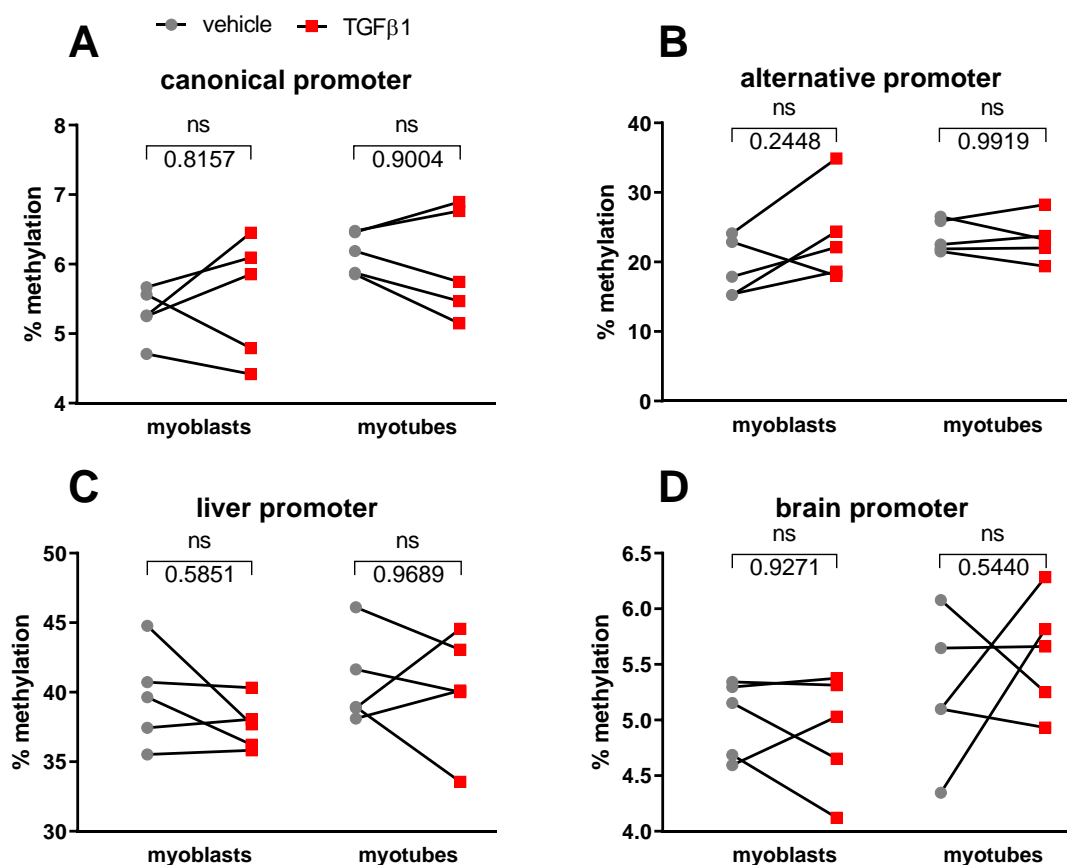 vehicle TGFβ1
A
canonical promoter
ns ns
0.8157 0.9004
% methylation
8
7
6
5
4
myoblasts myotubes
B
alternative promoter
ns ns
0.2448 0.9919
% methylation
40
30
20
10
0
myoblasts myotubes
C
liver promoter
ns ns
0.5851 0.9689
% methylation
50
45
40
35
30
myoblasts myotubes
D
brain promoter
ns ns
0.9271 0.5440
% methylation
6.5
6.0
5.5
5.0
4.5
4.0
myoblasts myotubes